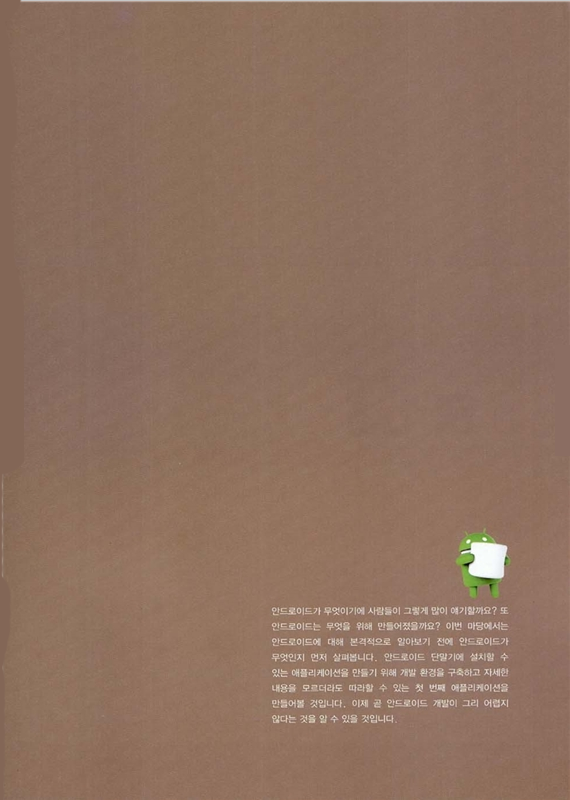 안드로이드가 무엇이기에 사람들이 그렇게 많이 얘기할까요? 또
안드로이드는 무엇을 위해 만들어졌을까요? 이번 마당에서는
안드로이드에 대해 본격적으로 알아보기 전에 안드로이드가
무엇인지 먼저 살펴봅니다. 안드로이드 단말기에 설치할 수
있는 애플리케이션을 만들기 위해 개발 환경을 구축하고 자세한
내용을 모르더라도 따라할 수 있는 첫 번째 애플리케이션을
만들어볼 것입니다. 이제 곧 안드로이드 개발이 그리 어렵지
않다는 것을 알 수 있을 것입니다.